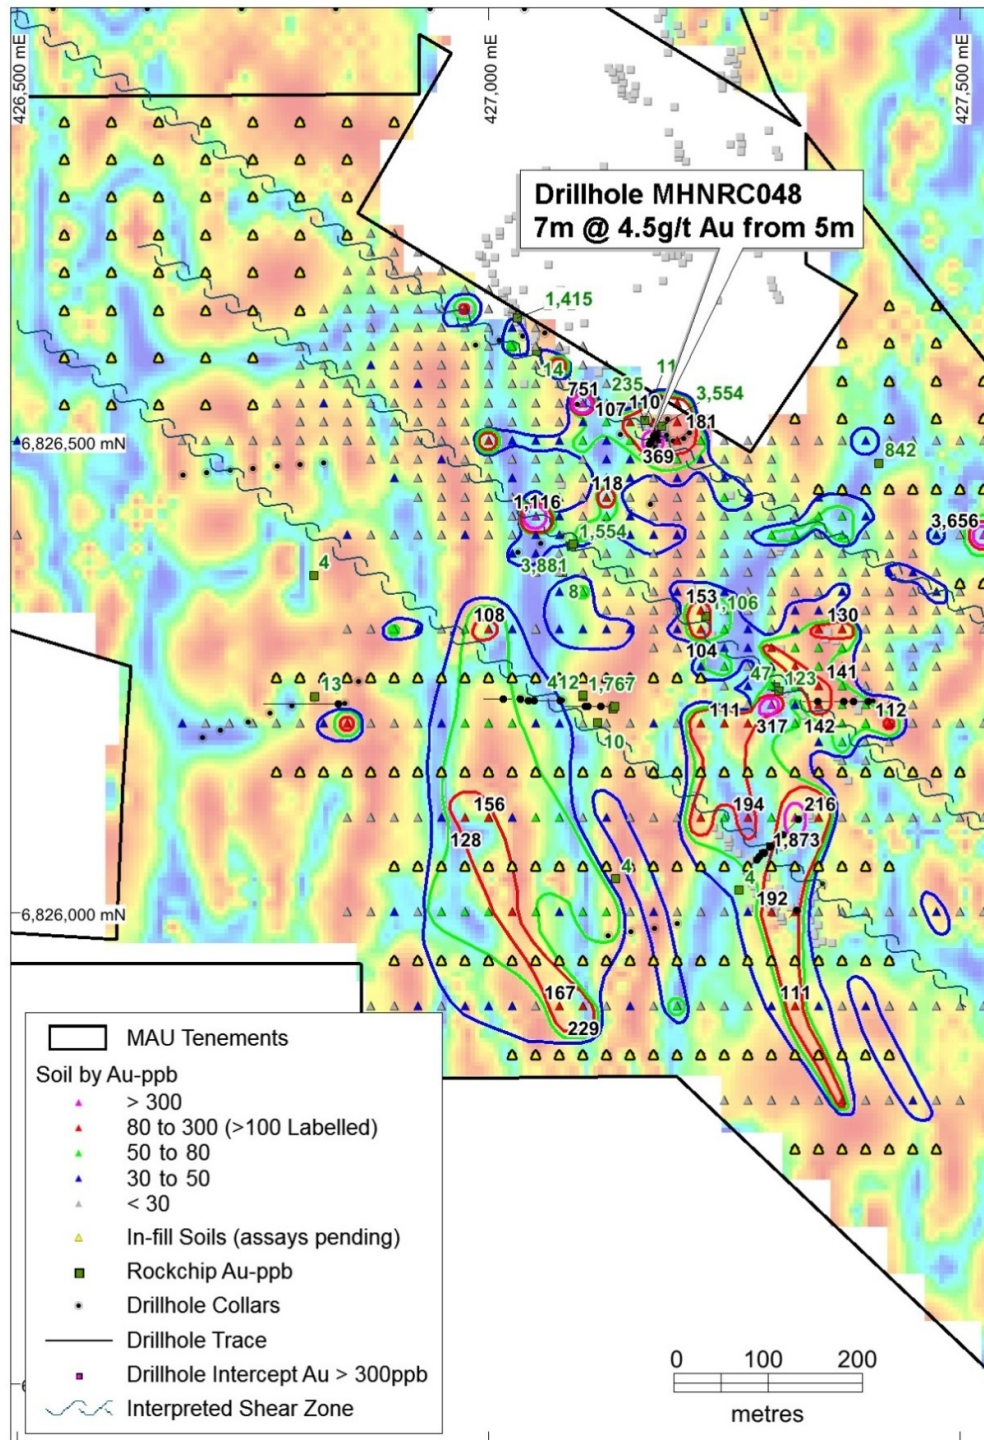 426,500 mE
427,000 mE
427,500 mE
Drillhole MHNRC048
7m @ 4.5g/t Au from 5m
1,415
14
11
235
3,554
751
107
110
181
369
6,826,500 mN
842
118
1,116
1,554
3,881
3,656
4
8
153
,106
108
104
130
47
141
13
412
1,767
123
111
317
142
112
10
156
194
216
128
1,873
4
4
192
6,826,000 mN
167
111
229
MAU Tenements
Soil by Au-ppb
> 300
80 to 300 (>100 Labelled)
50 to 80
30 to 50
< 30
In-fill Soils (assays pending)
Rockchip Au-ppb
Drillhole Collars
Drillhole Trace
Drillhole Intercept Au > 300ppb
Interpreted Shear Zone
0 100 200
metres